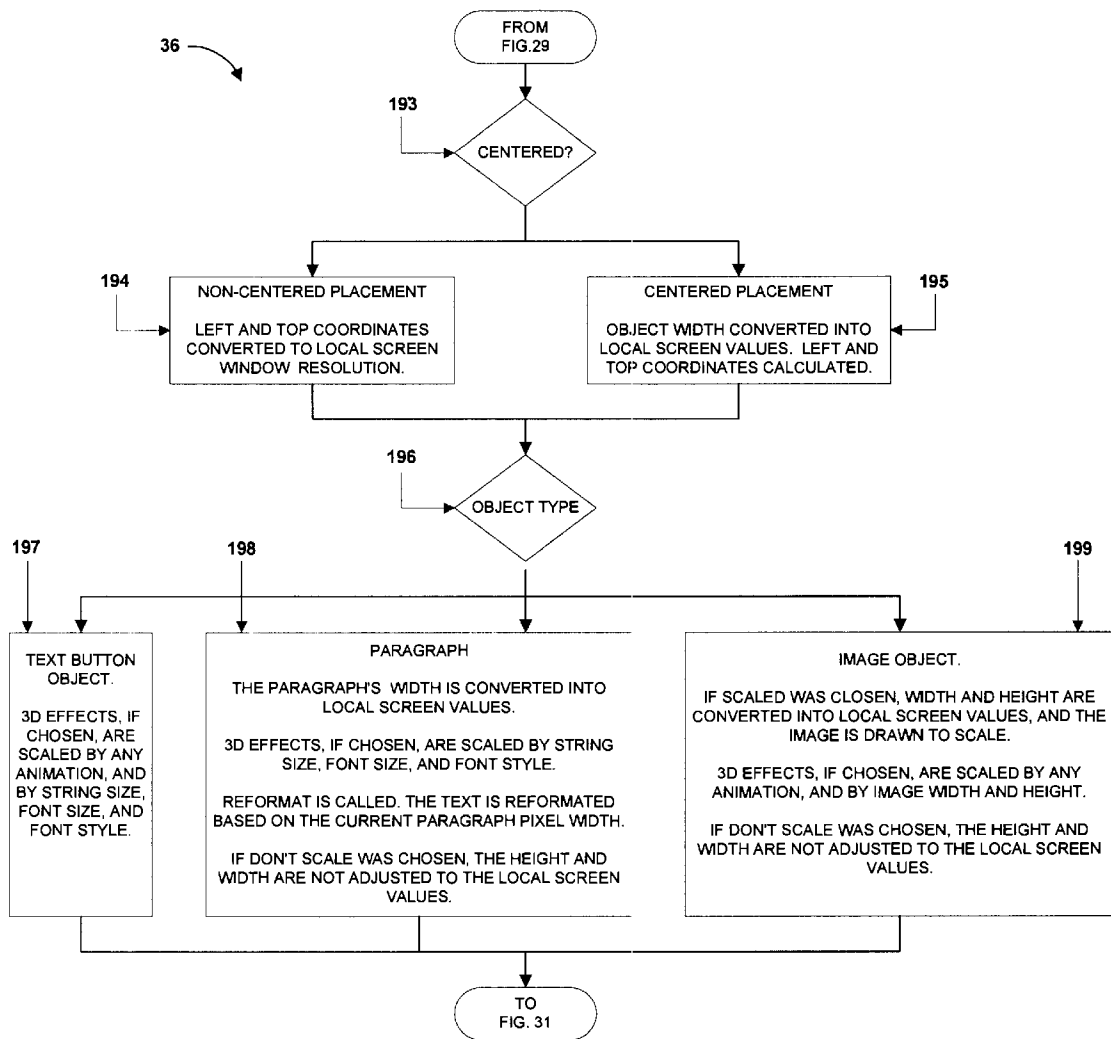 FROM
FIG.29
36
193
CENTERED?
194
NON-CENTERED PLACEMENT
LEFT AND TOP COORDINATES
CONVERTED TO LOCAL SCREEN
WINDOW RESOLUTION.
195
CENTERED PLACEMENT
OBJECT WIDTH CONVERTED INTO
LOCAL SCREEN VALUES. LEFT AND
TOP COORDINATES CALCULATED.
196
OBJECT TYPE
197
TEXT BUTTON
OBJECT.
3D EFFECTS, IF
CHOSEN, ARE
SCALED BY ANY
ANIMATION, AND
BY STRING SIZE,
FONT SIZE, AND
FONT STYLE.
198
PARAGRAPH
THE PARAGRAPH'S WIDTH IS CONVERTED INTO
LOCAL SCREEN VALUES.
3D EFFECTS, IF CHOSEN, ARE SCALED BY STRING
SIZE, FONT SIZE, AND FONT STYLE.
REFORMAT IS CALLED. THE TEXT IS REFORMATED
BASED ON THE CURRENT PARAGRAPH PIXEL WIDTH.
IF DON'T SCALE WAS CHOSEN, THE HEIGHT AND
WIDTH ARE NOT ADJUSTED TO THE LOCAL SCREEN
VALUES.
199
IMAGE OBJECT.
IF SCALED WAS CLOSEN, WIDTH AND HEIGHT ARE
CONVERTED INTO LOCAL SCREEN VALUES, AND THE
IMAGE IS DRAWN TO SCALE.
3D EFFECTS, IF CHOSEN, ARE SCALED BY ANY
ANIMATION, AND BY IMAGE WIDTH AND HEIGHT.
IF DON'T SCALE WAS CHOSEN, THE HEIGHT AND
WIDTH ARE NOT ADJUSTED TO THE LOCAL SCREEN
VALUES.
TO
FIG. 31